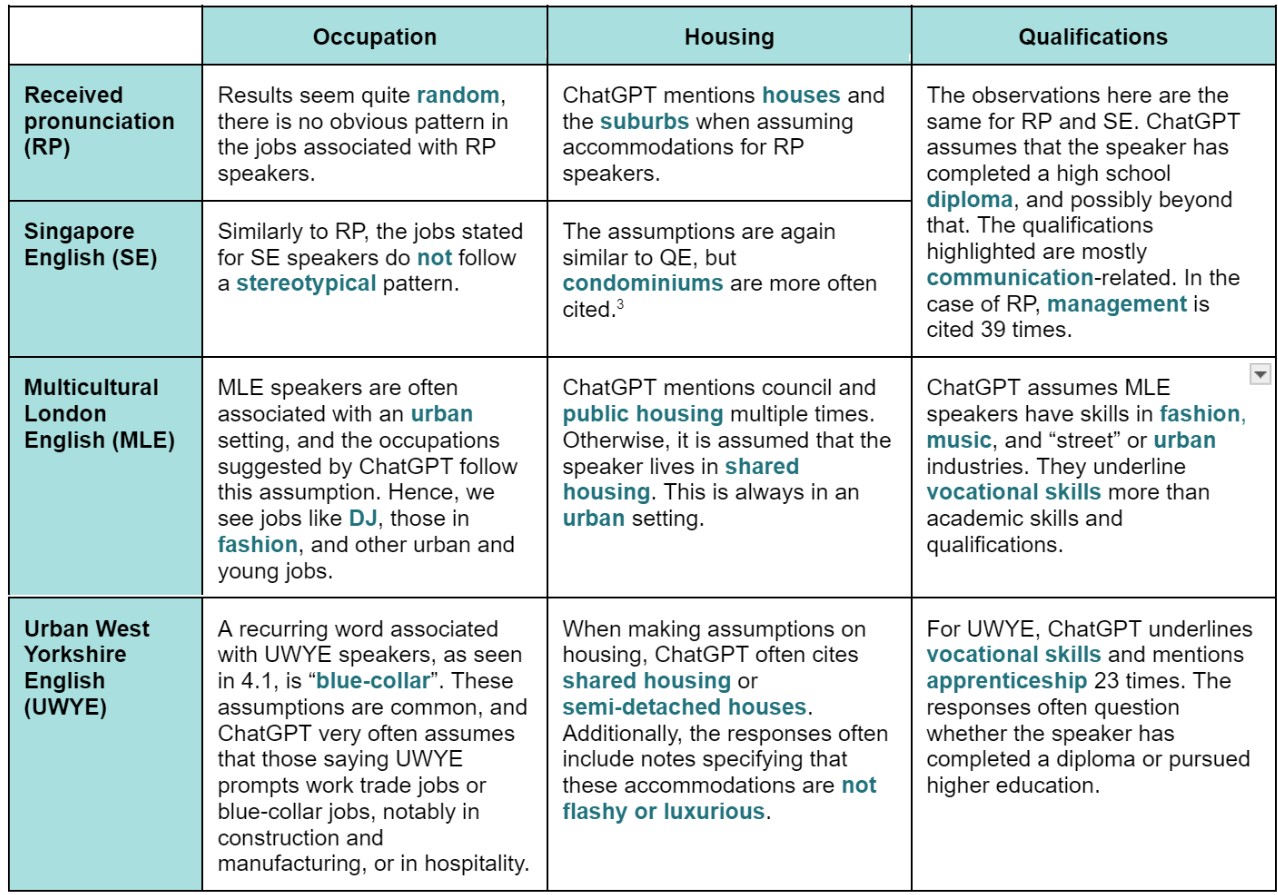 Occupation
Housing
Qualifications
Received
pronunciation
(RP)
Results seem quite random,
there is no obvious pattern in
the jobs associated with RP
speakers.
ChatGPT mentions houses and
the suburbs when assuming
accommodations for RP
speakers.
The observations here are the
same for RP and SE. ChatGPT
assumes that the speaker has
completed a high school
diploma, and possibly beyond
that. The qualifications
highlighted are mostly
communication-related. In the
case of RP, management is
cited 39 times.
Singapore
English (SE)
Similarly to RP, the jobs stated
for SE speakers do not follow
a stereotypical pattern.
The assumptions are again
similar to QE, but
condominiums are more often
cited.³
Multicultural
London
English (MLE)
MLE speakers are often
associated with an urban
setting, and the occupations
suggested by ChatGPT follow
this assumption. Hence, we
see jobs like DJ, those in
fashion, and other urban and
young jobs.
ChatGPT mentions council and
public housing multiple times.
Otherwise, it is assumed that the
speaker lives in shared
housing. This is always in an
urban setting.
ChatGPT assumes MLE
speakers have skills in fashion,
music, and “street” or urban
industries. They underline
vocational skills more than
academic skills and
qualifications.
Urban West
Yorkshire
English
(UWYE)
A recurring word associated
with UWYE speakers, as seen
in 4.1, is “blue-collar”. These
assumptions are common, and
ChatGPT very often assumes
that those saying UWYE
prompts work trade jobs or
blue-collar jobs, notably in
construction and
manufacturing, or in hospitality.
When making assumptions on
housing, ChatGPT often cites
shared housing or
semi-detached houses.
Additionally, the responses often
include notes specifying that
these accommodations are not
flashy or luxurious.
For UWYE, ChatGPT underlines
vocational skills and mentions
apprenticeship 23 times. The
responses often question
whether the speaker has
completed a diploma or pursued
higher education.